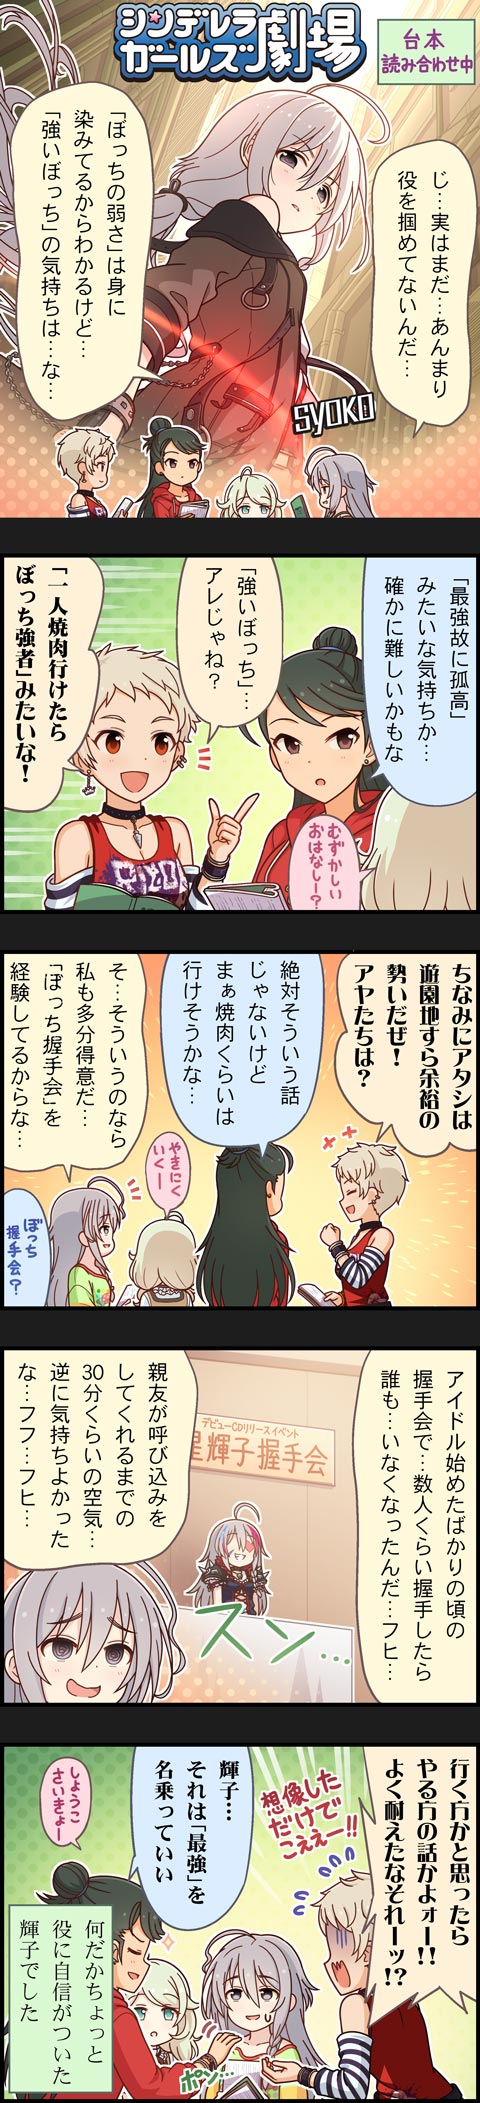 シンデレラ
ガールズ劇場
台本
読み合わせ中
じ…実はまだ…あんまり
役を掴めてないんだ…
「ぼっちの弱さ」は身に
染みてるからわかるけど…
「強いぼっち」の気持ちは…な…
SYOKO
「最強故に孤高」
みたいな気持ちか…
確かに難しいかもな
むずかしい
おはなしー?
「強いぼっち」…
アレじゃね?
「一人焼肉行けたら
ぼっち強者」みたいな!
ちなみにアタシは
遊園地すら余裕の
勢いだぜ!
アヤたちは?
絶対そういう話
じゃないけど
まぁ焼肉くらいは
行けそうかな…
やきにく
いくー
そ…そういうのなら
私も多分得意だ…
「ぼっち握手会」を
経験してるからな…
ぼっち
握手会?
アイドル始めたばかりの頃の
握手会で…数人くらい握手したら
誰も…いなくなったんだ…フヒ…
デビューCDリリースイベント
星輝子握手会
スン…
親友が呼び込みを
してくれるまでの
30分くらいの空気…
逆に気持ちよかった
な…フフ…フヒ…
行く方かと思ったら
やる方の話かよォー!!
よく耐えたなそれーッ!?
想像した
だけで
こええー!!
輝子…
それは「最強」を
名乗っていい
しょうこ
さいきょー
ポン…
何だかちょっと
役に自信がついた
輝子でした